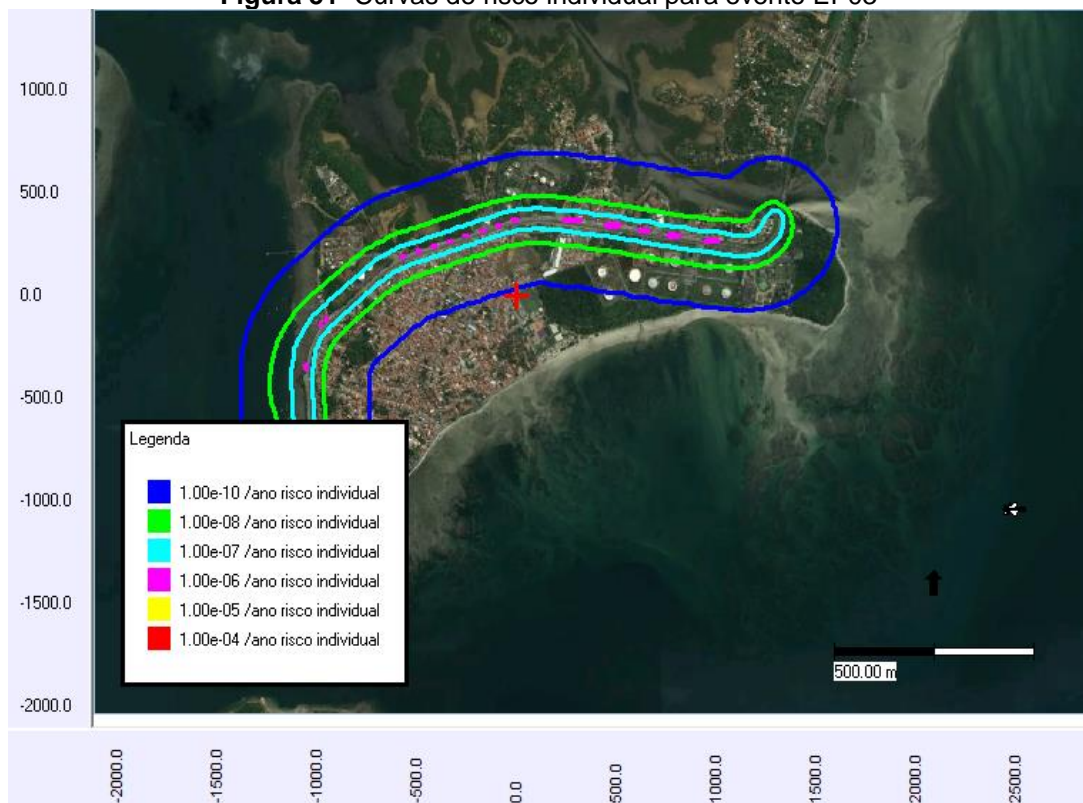 1000.0
500.0
0.0
-500.0
-1000.0
-1500.0
-2000.0
Legenda
1.00e-10 /ano risco individual
1.00e-08 /ano risco individual
1.00e-07 /ano risco individual
1.00e-06 /ano risco individual
1.00e-05 /ano risco individual
1.00e-04 /ano risco individual
500.00 m
-2000.0
-1500.0
-1000.0
-500.0
0.0
500.0
1000.0
1500.0
2000.0
2500.0